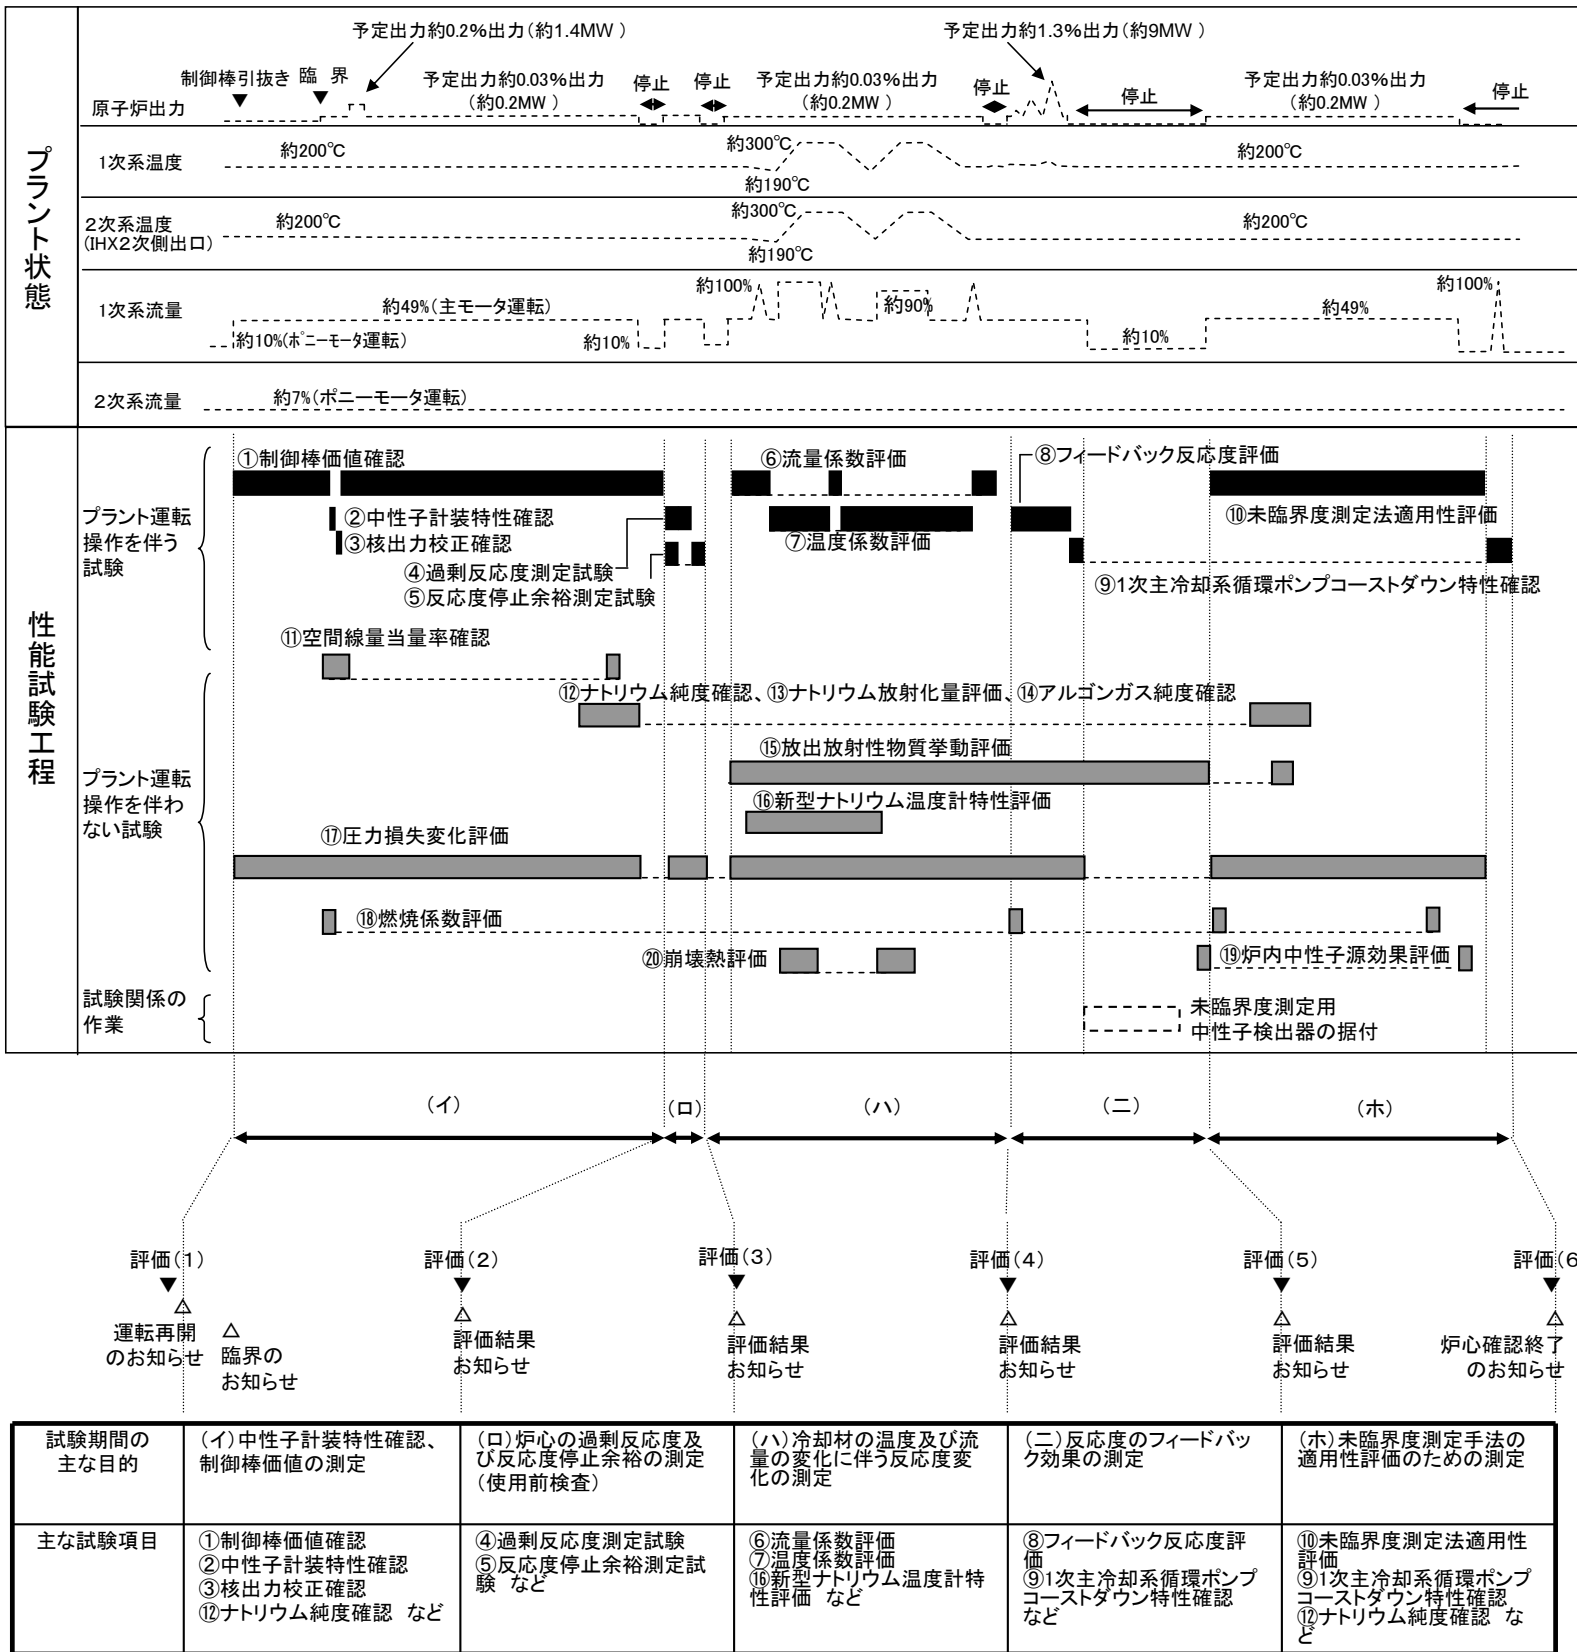 プラント状態
予定出力約0.2%出力(約1.4MW )
予定出力約1.3%出力(約9MW )
制御棒引抜き
臨 界
予定出力約0.03%出力
(約0.2MW )
停止
停止
予定出力約0.03%出力
(約0.2MW )
停止
停止
予定出力約0.03%出力
(約0.2MW )
停止
原子炉出力
1次系温度
約200℃
約300℃
約190℃
約200℃
2次系温度
(IHX2次側出口)
約200℃
約300℃
約190℃
約200℃
1次系流量
約10%(ポニーモータ運転)
約49%(主モータ運転)
約10%
約100%
約90%
約10%
約49%
約100%
2次系流量
約7%(ポニーモータ運転)
性能試験工程
プラント運転
操作を伴う
試験
①制御棒価値確認
②中性子計装特性確認
③核出力校正確認
④過剰反応度測定試験
⑤反応度停止余裕測定試験
⑥流量係数評価
⑦温度係数評価
⑧フィードバック反応度評価
⑩未臨界度測定法適用性評価
⑨1次主冷却系循環ポンプコーストダウン特性確認
プラント運転
操作を伴わ
ない試験
⑪空間線量当量率確認
⑫ナトリウム純度確認、⑬ナトリウム放射化量評価、⑭アルゴンガス純度確認
⑮放出放射性物質挙動評価
⑯新型ナトリウム温度計特性評価
⑰圧力損失変化評価
⑱燃焼係数評価
⑳崩壊熱評価
⑲炉内中性子源効果評価
試験関係の
作業
未臨界度測定用
中性子検出器の据付
(イ)
(ロ)
(ハ)
(ニ)
(ホ)
評価(1)
評価(2)
評価(3)
評価(4)
評価(5)
評価(6
運転再開
のお知らせ
臨界の
お知らせ
評価結果
お知らせ
評価結果
お知らせ
評価結果
お知らせ
評価結果
お知らせ
炉心確認終了
のお知らせ
試験期間の
主な目的
(イ)中性子計装特性確認、
制御棒価値の測定
(ロ)炉心の過剰反応度及
び反応度停止余裕の測定
(使用前検査)
(ハ)冷却材の温度及び流
量の変化に伴う反応度変
化の測定
(ニ)反応度のフィードバッ
ク効果の測定
(ホ)未臨界度測定手法の
適用性評価のための測定
主な試験項目
①制御棒価値確認
②中性子計装特性確認
③核出力校正確認
⑫ナトリウム純度確認 など
④過剰反応度測定試験
⑤反応度停止余裕測定試
験 など
⑥流量係数評価
⑦温度係数評価
⑯新型ナトリウム温度計特
性評価 など
⑧フィードバック反応度評
価
⑨1次主冷却系循環ポンプ
コーストダウン特性確認
など
⑩未臨界度測定法適用性
評価
⑨1次主冷却系循環ポンプ
コーストダウン特性確認
⑫ナトリウム純度確認 な
ど